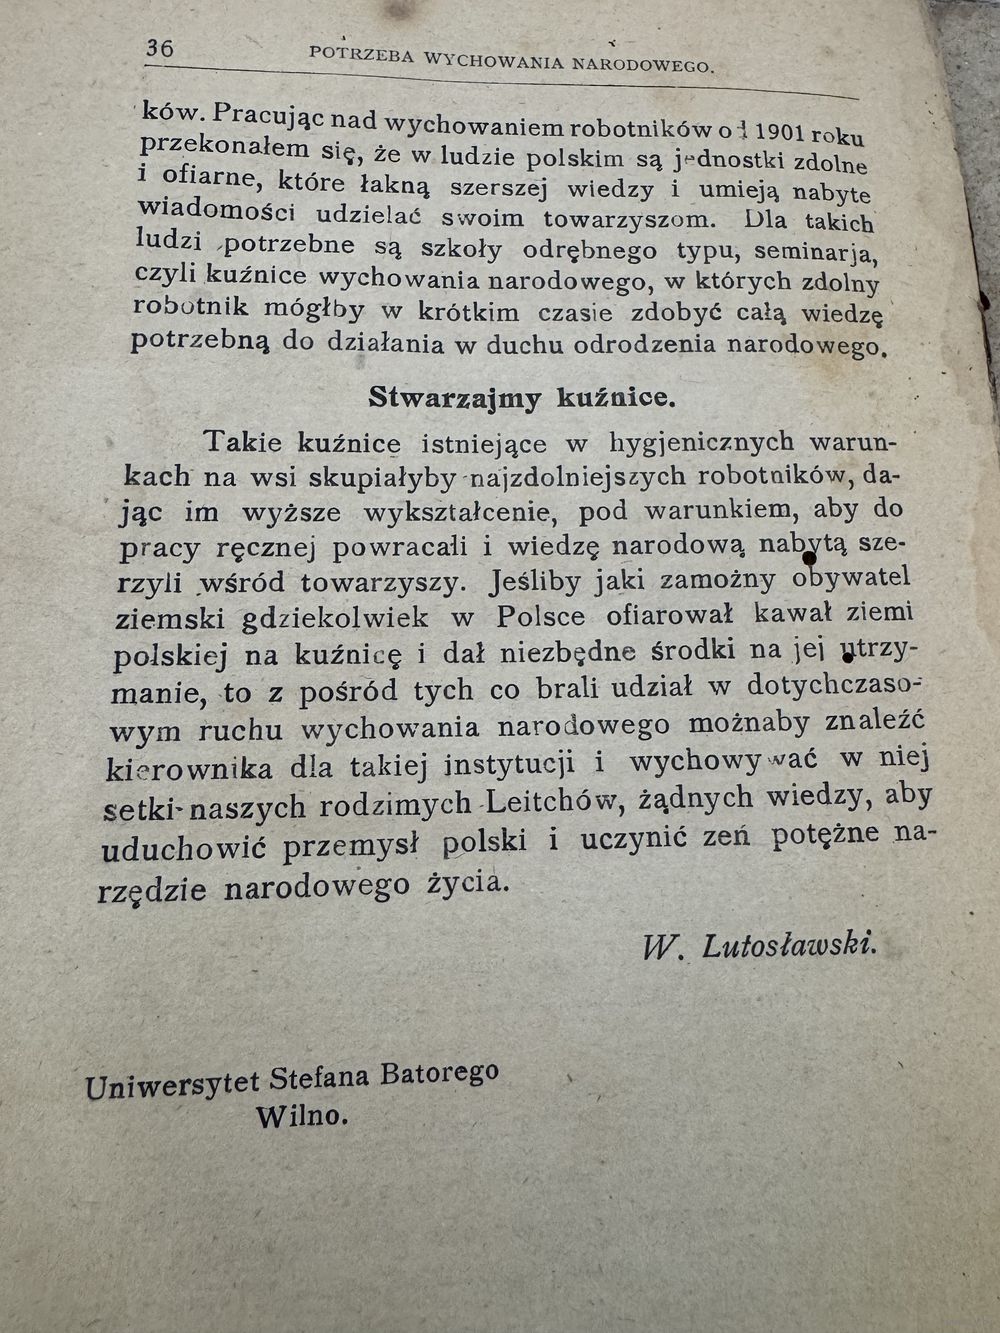 36
POTRZEBA WYCHOWANIA NARODOWEGO.
ków. Pracując nad wychowaniem robotników od 1901 roku
przekonałem się, że w ludzie polskim są jednostki zdolne
i ofiarne, które łakną szerszej wiedzy i umieją nabyte
wiadomości udzielać swoim towarzyszom. Dla takich
ludzi potrzebne są szkoły odrębnego typu, seminarja,
czyli kuźnice wychowania narodowego, w których zdolny
robotnik mógłby w krótkim czasie zdobyć całą wiedzę
potrzebną do działania w duchu odrodzenia narodowego.
Stwarzajmy kuźnice.
Takie kuźnice istniejące w hygjenicznych warun-
kach na wsi skupiałyby najzdolniejszych robotników, da-
jąc im wyższe wykształcenie, pod warunkiem, aby do
pracy ręcznej powracali i wiedzę narodową nabytą sze-
rzyli wśród towarzyszy. Jeśliby jaki zamożny obywatel
ziemski gdziekolwiek w Polsce ofiarował kawał ziemi
polskiej na kuźnicę i dał niezbędne środki na jej utrzy-
manie, to z pośród tych co brali udział w dotychczaso-
wym ruchu wychowania narodowego możnaby znaleźć
kierownika dla takiej instytucji i wychowywać w niej
setki naszych rodzimych Leitchów, żądnych wiedzy, aby
uduchowić przemysł polski i uczynić zeń potężne na-
rzędzie narodowego życia.
W. Lutosławski.
Uniwersytet Stefana Batorego
Wilno.